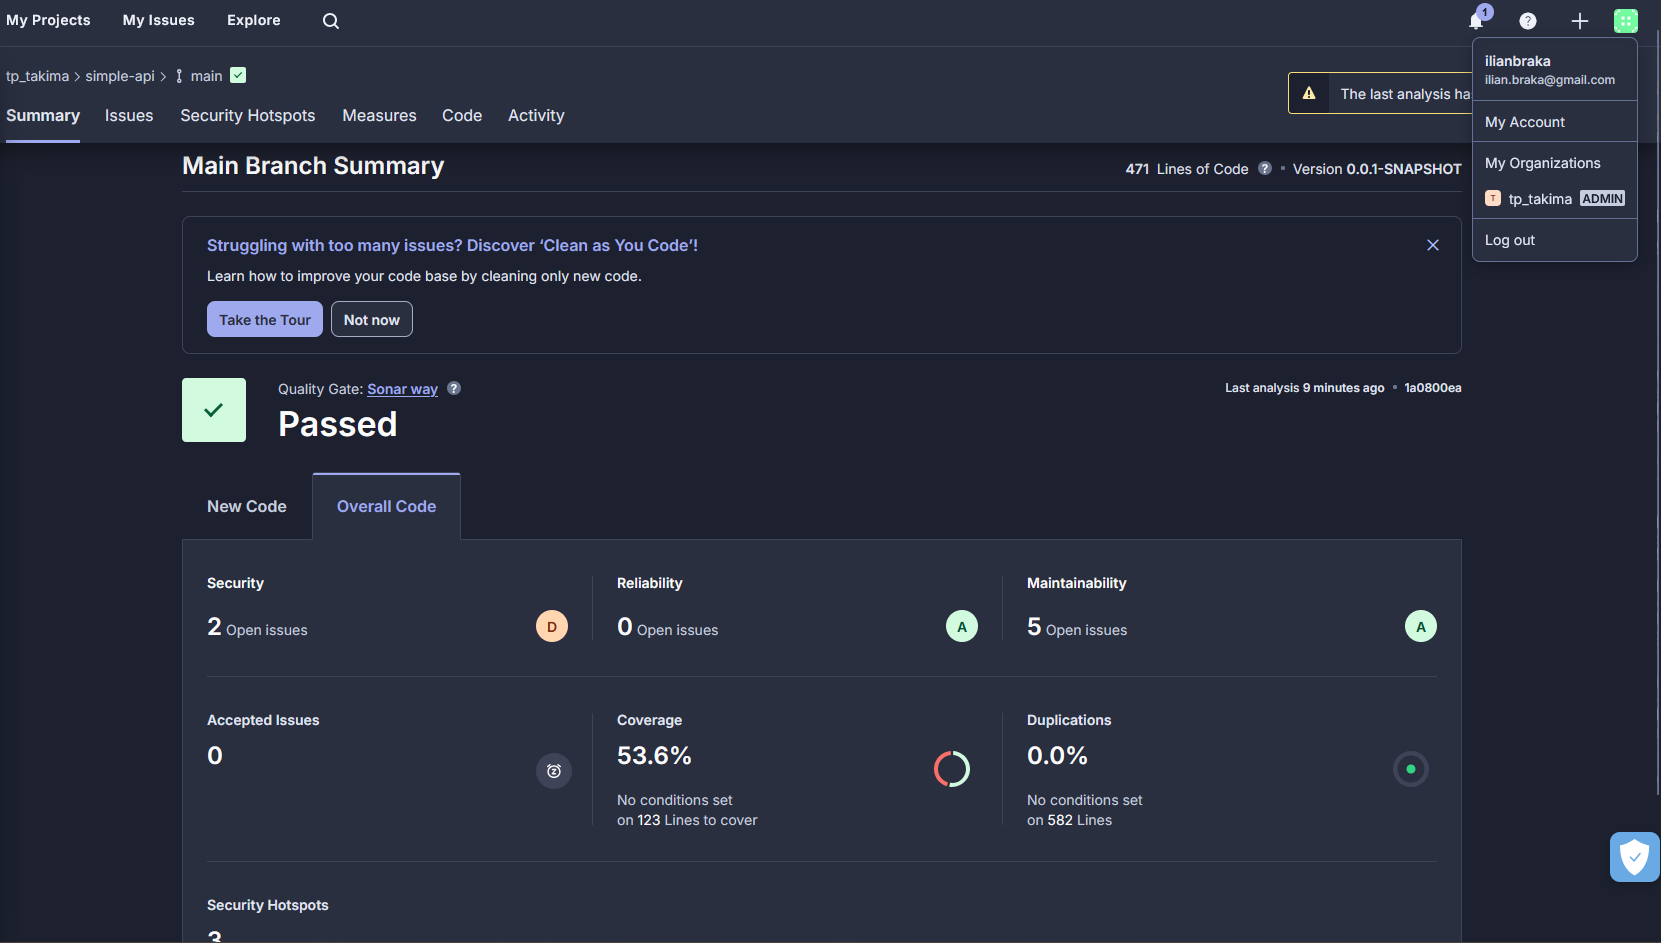 My Projects My Issues Explore 1 ?
ilianbraka
ilian.braka@gmail.com
My Account
My Organizations
T tp_takima ADMIN
Log out
tp_takima > simple-api > main
The last analysis has
Summary Issues Security Hotspots Measures Code Activity
Main Branch Summary
471 Lines of Code ? • Version 0.0.1-SNAPSHOT
Struggling with too many issues? Discover ‘Clean as You Code’!
Learn how to improve your code base by cleaning only new code.
Take the Tour Not now
Quality Gate: Sonar way ?
Passed
Last analysis 9 minutes ago • 1a0800ea
New Code Overall Code
Security
2 Open issues D
Reliability
0 Open issues A
Maintainability
5 Open issues A
Accepted Issues
0
Coverage
53.6%
No conditions set
on 123 Lines to cover
Duplications
0.0%
No conditions set
on 582 Lines
Security Hotspots
3